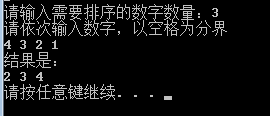 请输入需要排序的数字数量：3
请依次输入数字，以空格为分界
4 3 2 1
结果是：
2 3 4
请按任意键继续. . .